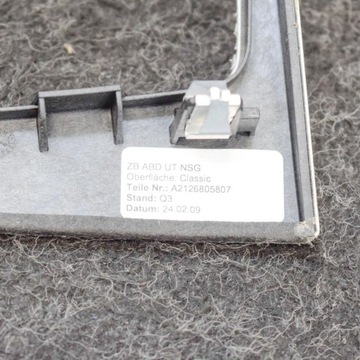 ZB ABD UT NSG
Oberfläche: Classic
Teile Nr.: A2126805807
Stand: Q3
Datum: 24.02.09